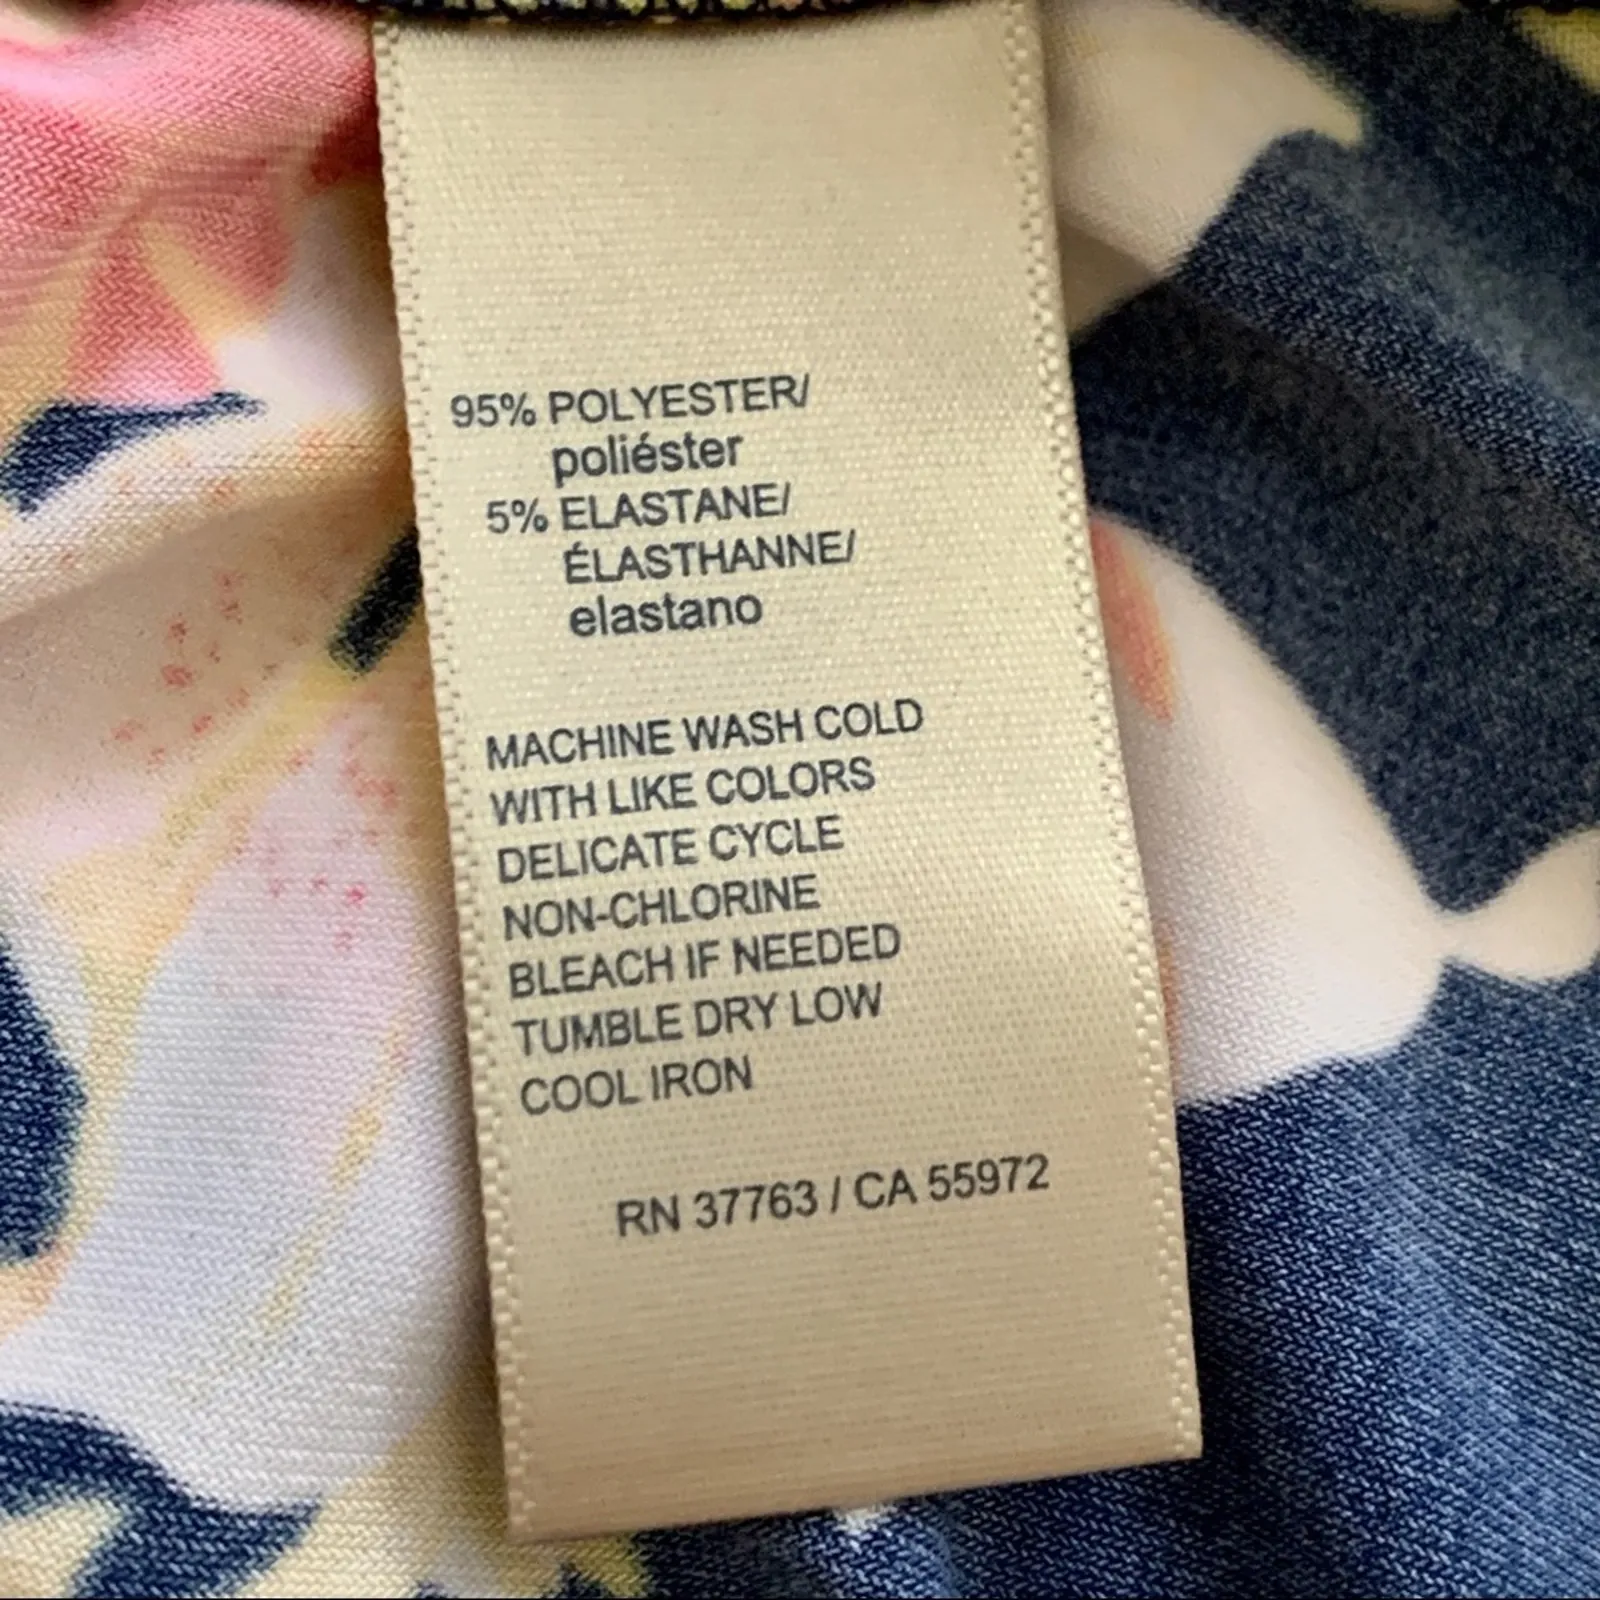 95% POLYESTER/
poliéster
5% ELASTANE/
ÉLASTHANNE/
elastano
MACHINE WASH COLD
WITH LIKE COLORS
DELICATE CYCLE
NON-CHLORINE
BLEACH IF NEEDED
TUMBLE DRY LOW
COOL IRON
RN 37763 / CA 55972